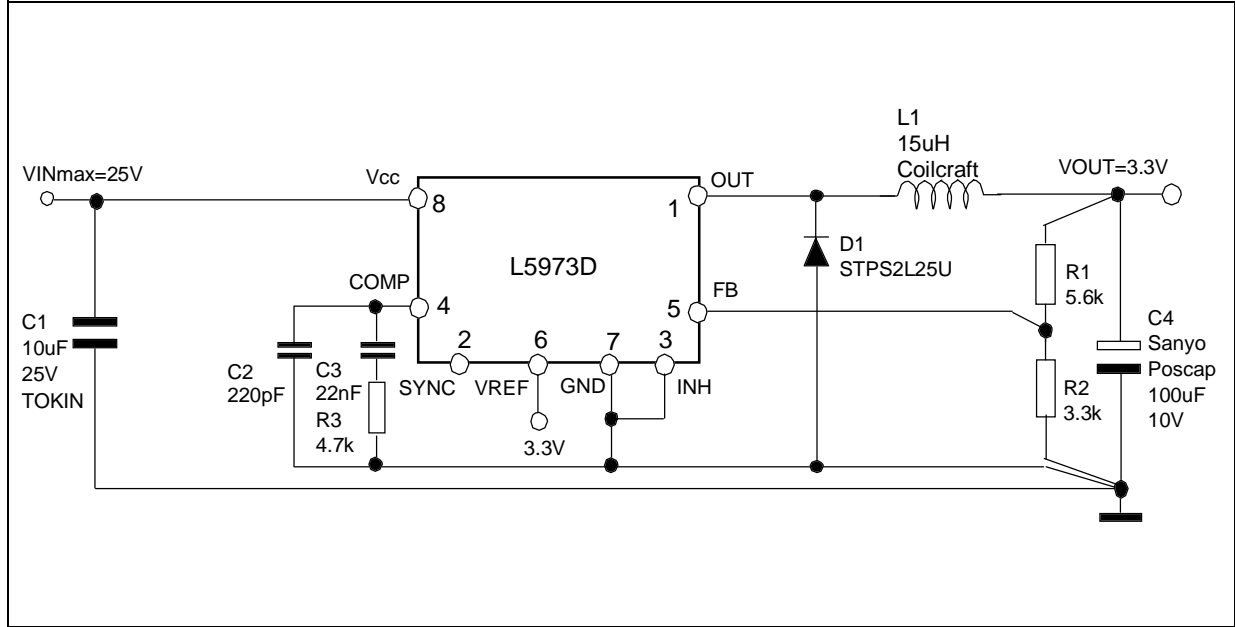 L1
15uH
Coilcraft
VINmax=25V
Vcc
OUT
VOUT=3.3V
8
1
D1
STPS2L25U
L5973D
R1
5.6k
COMP
FB
4
5
C1
10uF
25V
TOKIN
C4
Sanyo
Poscap
100uF
10V
2
6
7
3
C2
220pF
C3
22nF
SYNC
VREF
GND
INH
R2
3.3k
R3
4.7k
3.3V